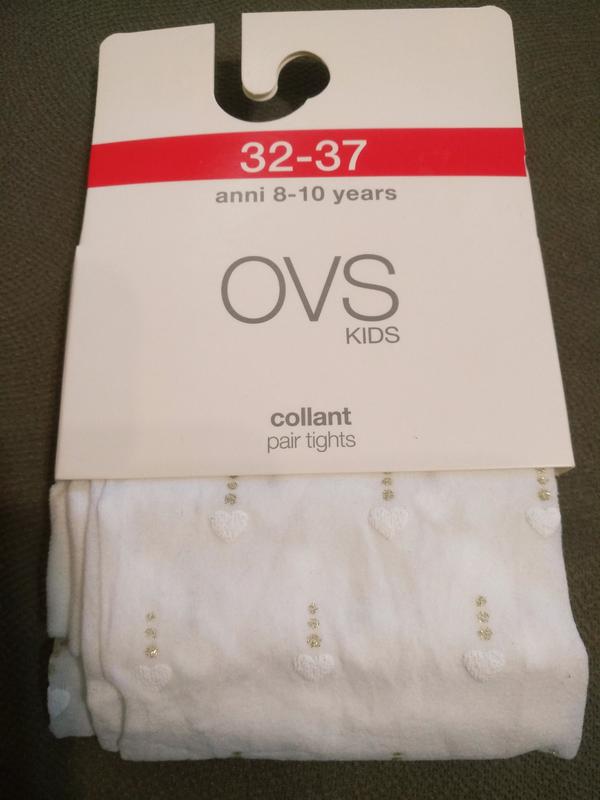 32-37
anni 8-10 years
OVS
KIDS
collant
pair tights